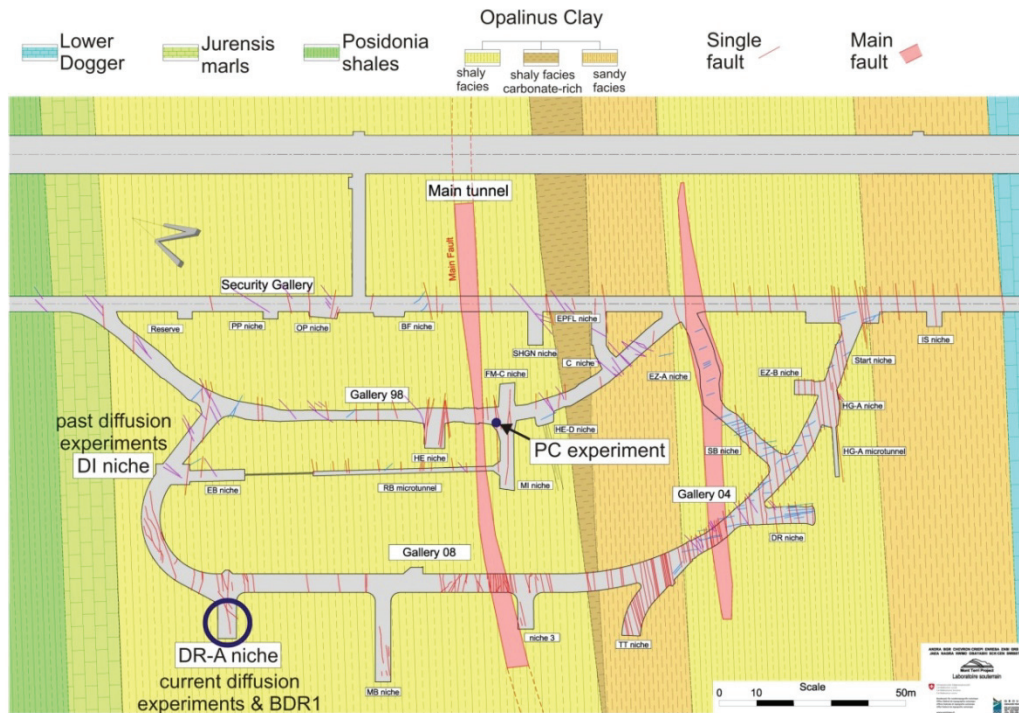 Opalinus Clay
Lower
Dogger
Jurensis
marls
Posidonia
shales
shaly
facies
shaly facies
carbonate-rich
sandy
facies
Single
fault
Main
fault
Main tunnel
Main Fault
Security Gallery
Reserve
PP niche
OP niche
BF niche
EPFL niche
SHGN niche
C niche
IS niche
Start niche
FM-C niche
EZ-A niche
EZ-B niche
HG-A niche
Gallery 98
HE-D niche
past diffusion
experiments
DI niche
PC experiment
HE niche
SB niche
HG-A microtunnel
EB niche
RB microtunnel
MI niche
Gallery 04
DR niche
Gallery 08
niche 3
TT niche
DR-A niche
current diffusion
experiments & BDR1
MB niche
Scale
0 10 20 30 50m
Mont Terri Project
Laboratoire souterrain